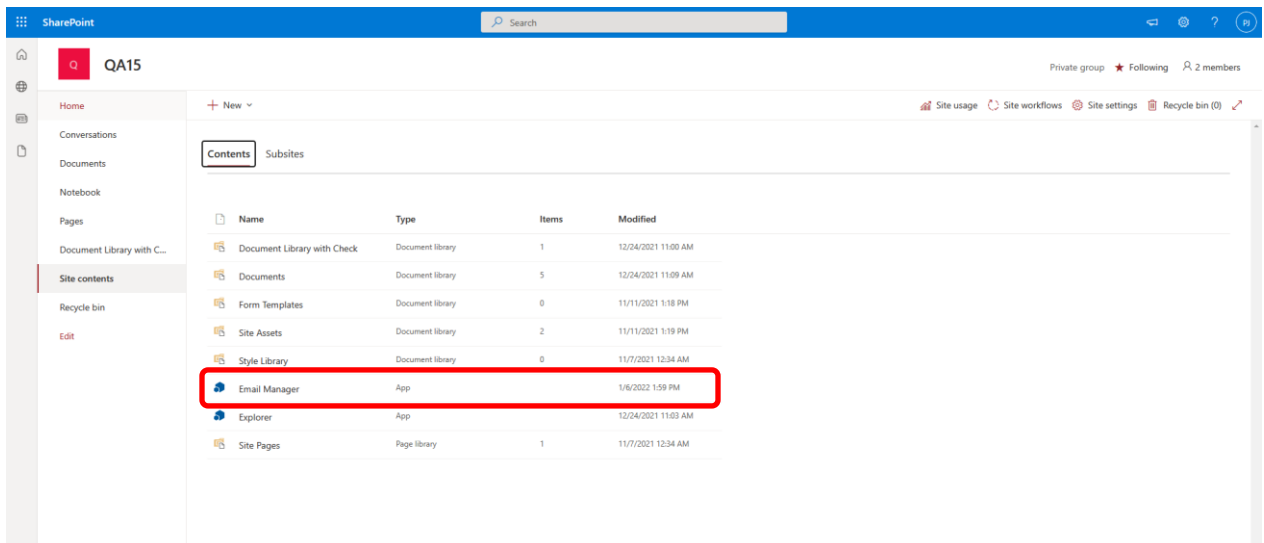 SharePoint
Search
?
PJ
Q
QA15
Private group ★ Following 2 members
Home
+ New
Site usage Site workflows Site settings Recycle bin (0)
Conversations
Documents
Notebook
Pages
Document Library with C...
Site contents
Recycle bin
Edit
Contents Subsites
Name Type Items Modified
Document Library with Check Document library 1 12/24/2021 11:00 AM
Documents Document library 5 12/24/2021 11:09 AM
Form Templates Document library 0 11/11/2021 1:18 PM
Site Assets Document library 2 11/11/2021 1:19 PM
Style Library Document library 0 11/7/2021 12:34 AM
Email Manager App 1/6/2022 1:59 PM
Explorer App 12/24/2021 11:03 AM
Site Pages Page library 1 11/7/2021 12:34 AM